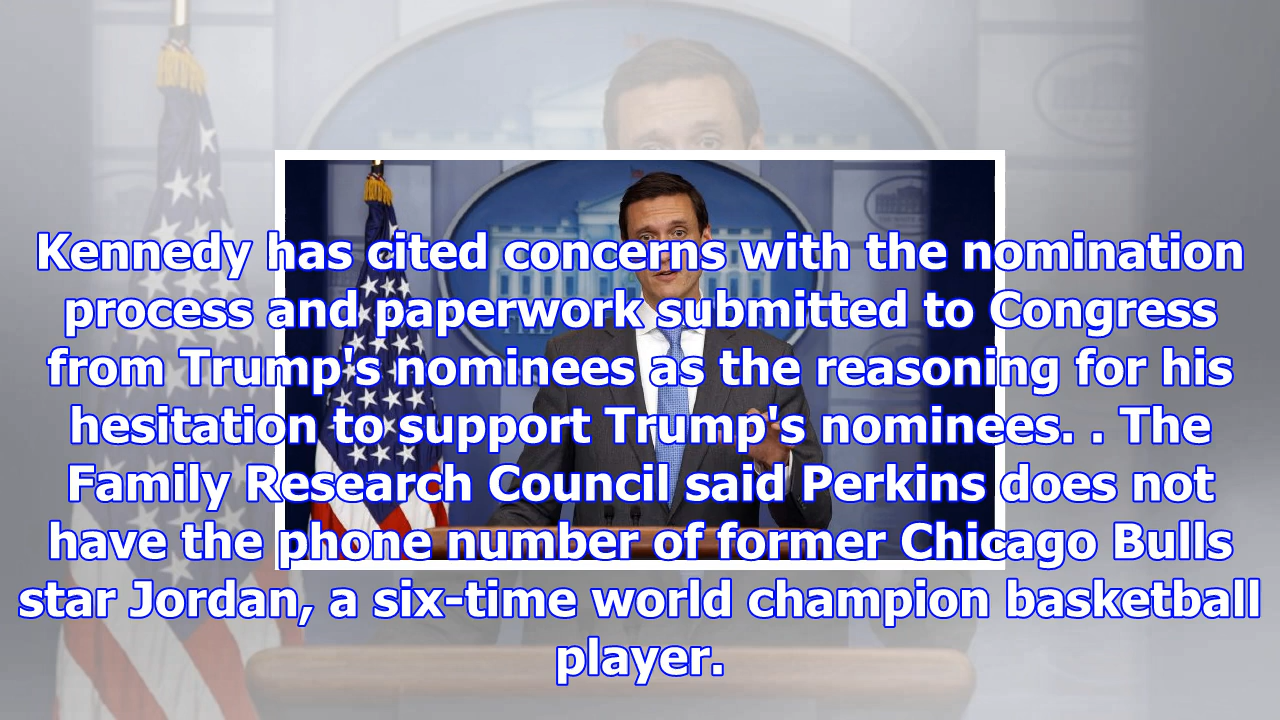 Kennedy has cited concerns with the nomination
process and paperwork submitted to Congress
from Trump's nominees as the reasoning for his
hesitation to support Trump's nominees. . The
Family Research Council said Perkins does not
have the phone number of former Chicago Bulls
star Jordan, a six-time world champion basketball
player.